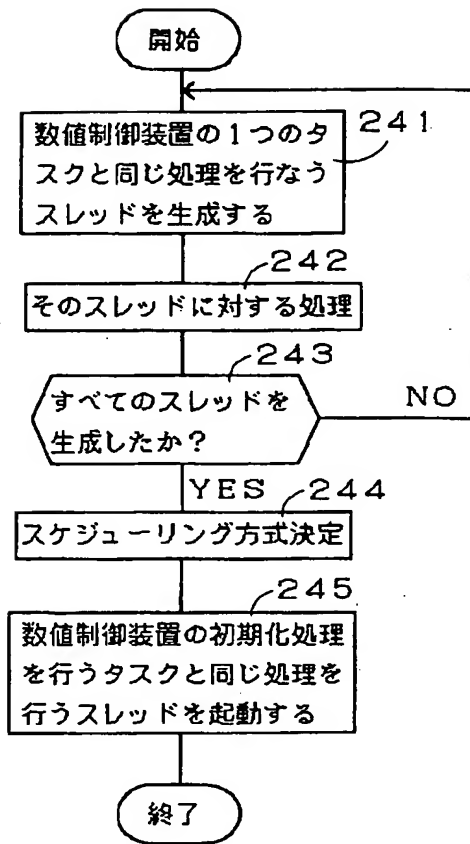 開始
241
数値制御装置の1つのタ
スクと同じ処理を行なう
スレッドを生成する
242
そのスレッドに対する処理
243
すべてのスレッドを
生成したか?
NO
YES
244
スケジューリング方式決定
245
数値制御装置の初期化処理
を行うタスクと同じ処理を
行うスレッドを起動する
終了